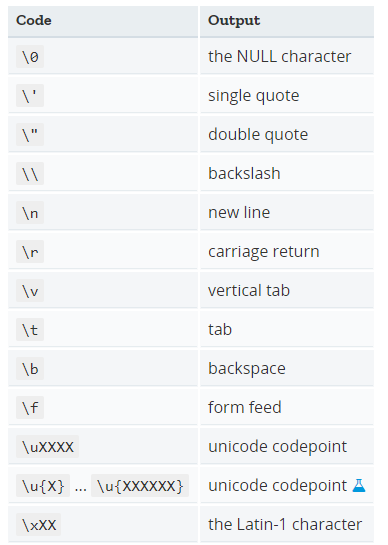 Code Output
\0 the NULL character
\' single quote
\" double quote
\\ backslash
\n new line
\r carriage return
\v vertical tab
\t tab
\b backspace
\f form feed
\uXXXX unicode codepoint
\u{X} ... \u{XXXXXX} unicode codepoint
\xXX the Latin-1 character